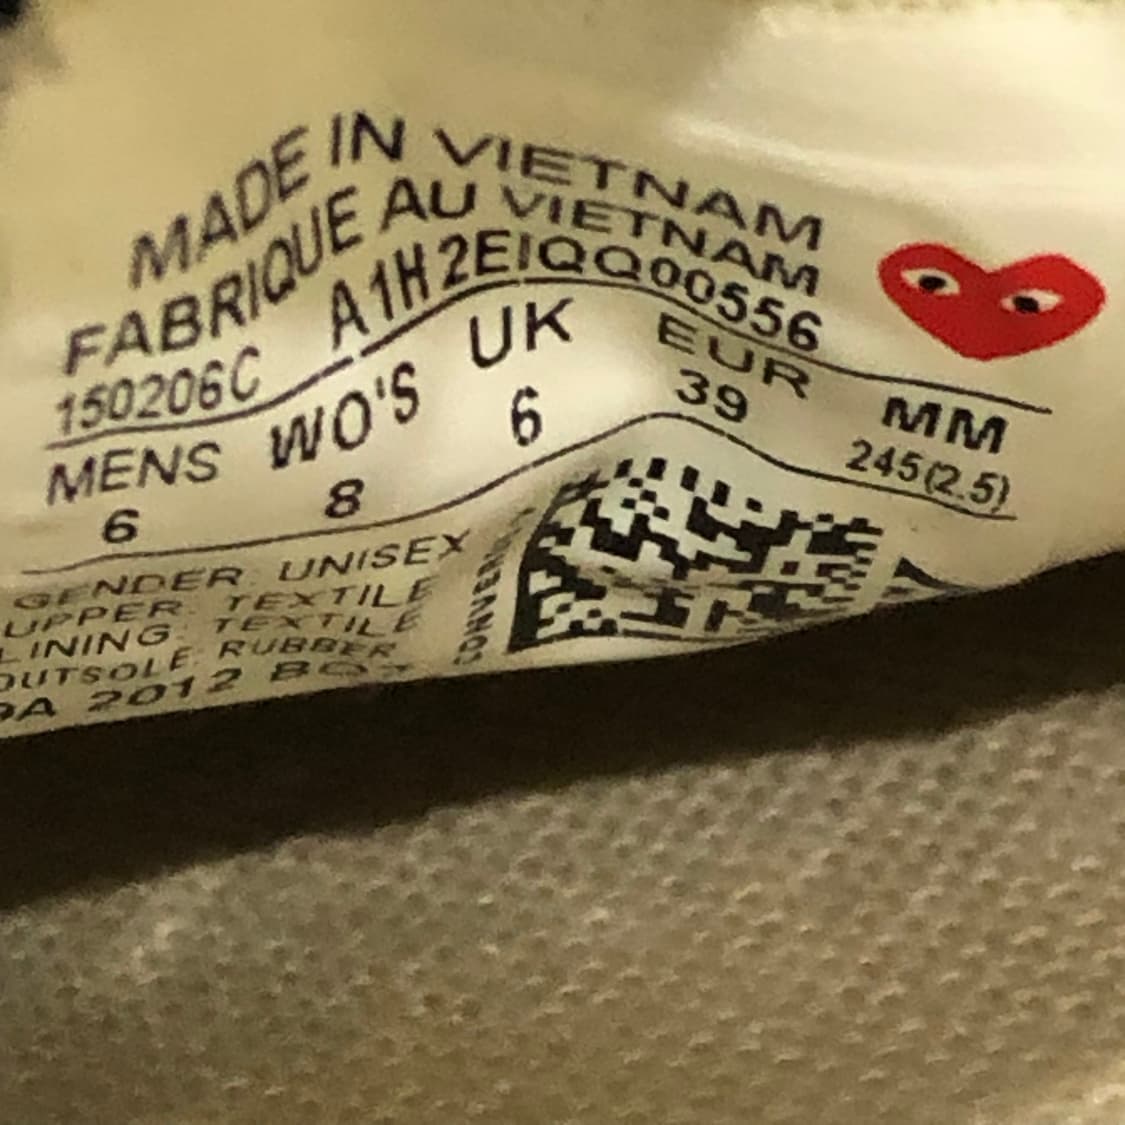 MADE IN VIETNAM
FABRIQUE AU VIETNAM
150206C A1H2EIQQ00556
MENS WO'S UK EUR MM
6 8 6 39 245(2.5)
GENDER: UNISEX
UPPER: TEXTILE
LINING: TEXTILE
OUTSOLE: RUBBER
2012